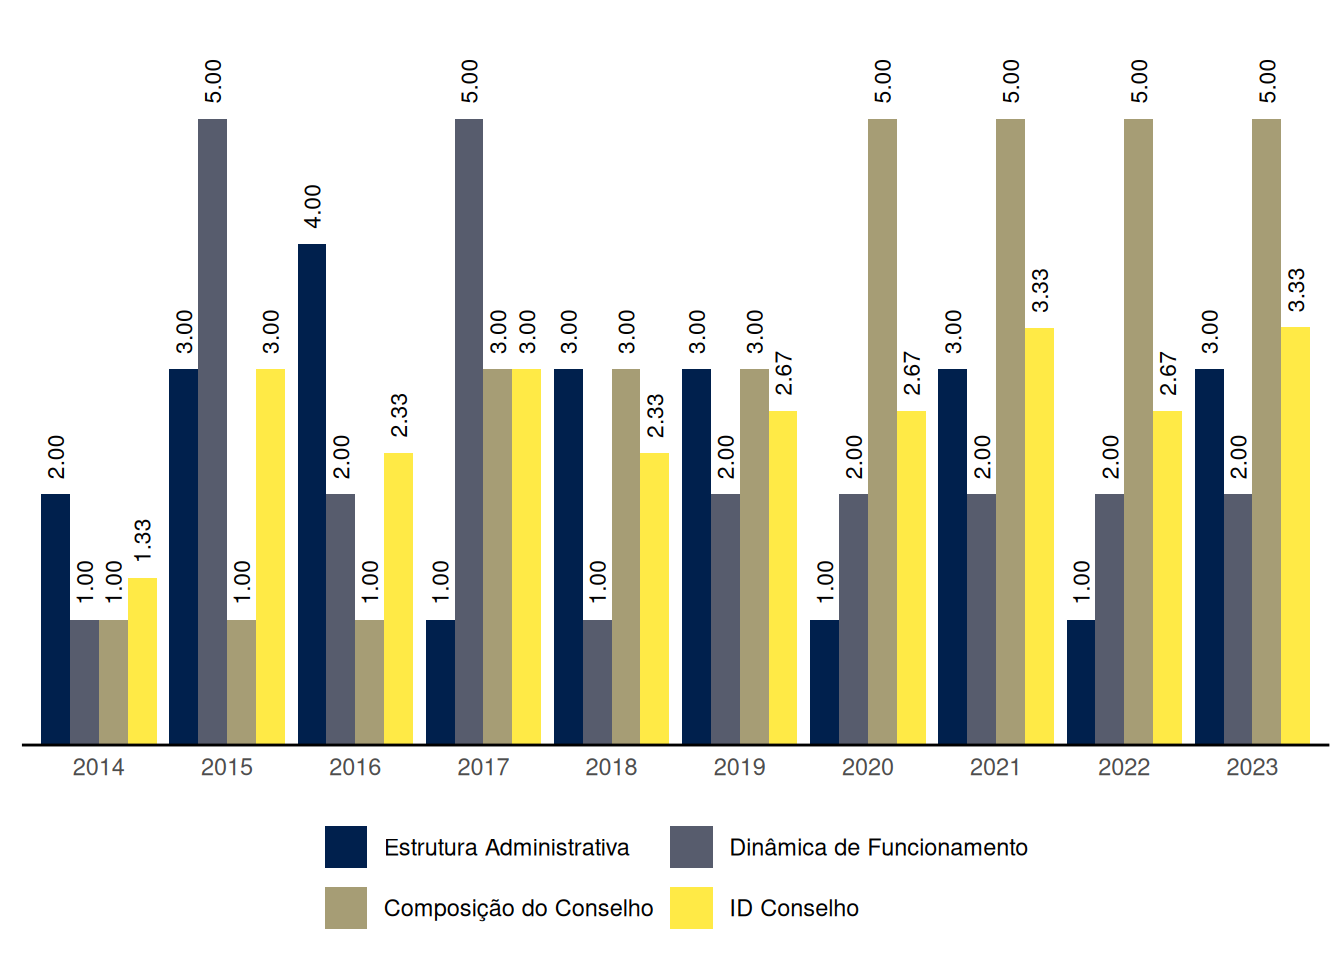 2.00 1.00 1.00 1.33 3.00 5.00 1.00 3.00 4.00 2.00 1.00 2.33 1.00 5.00 3.00 3.00 3.00 1.00 3.00 2.33 3.00 2.00 3.00 2.67 1.00 2.00 5.00 2.67 3.00 2.00 5.00 3.33 1.00 2.00 5.00 2.67 3.00 2.00 5.00 3.33
2014 2015 2016 2017 2018 2019 2020 2021 2022 2023
Estrutura Administrativa Dinâmica de Funcionamento
Composição do Conselho ID Conselho